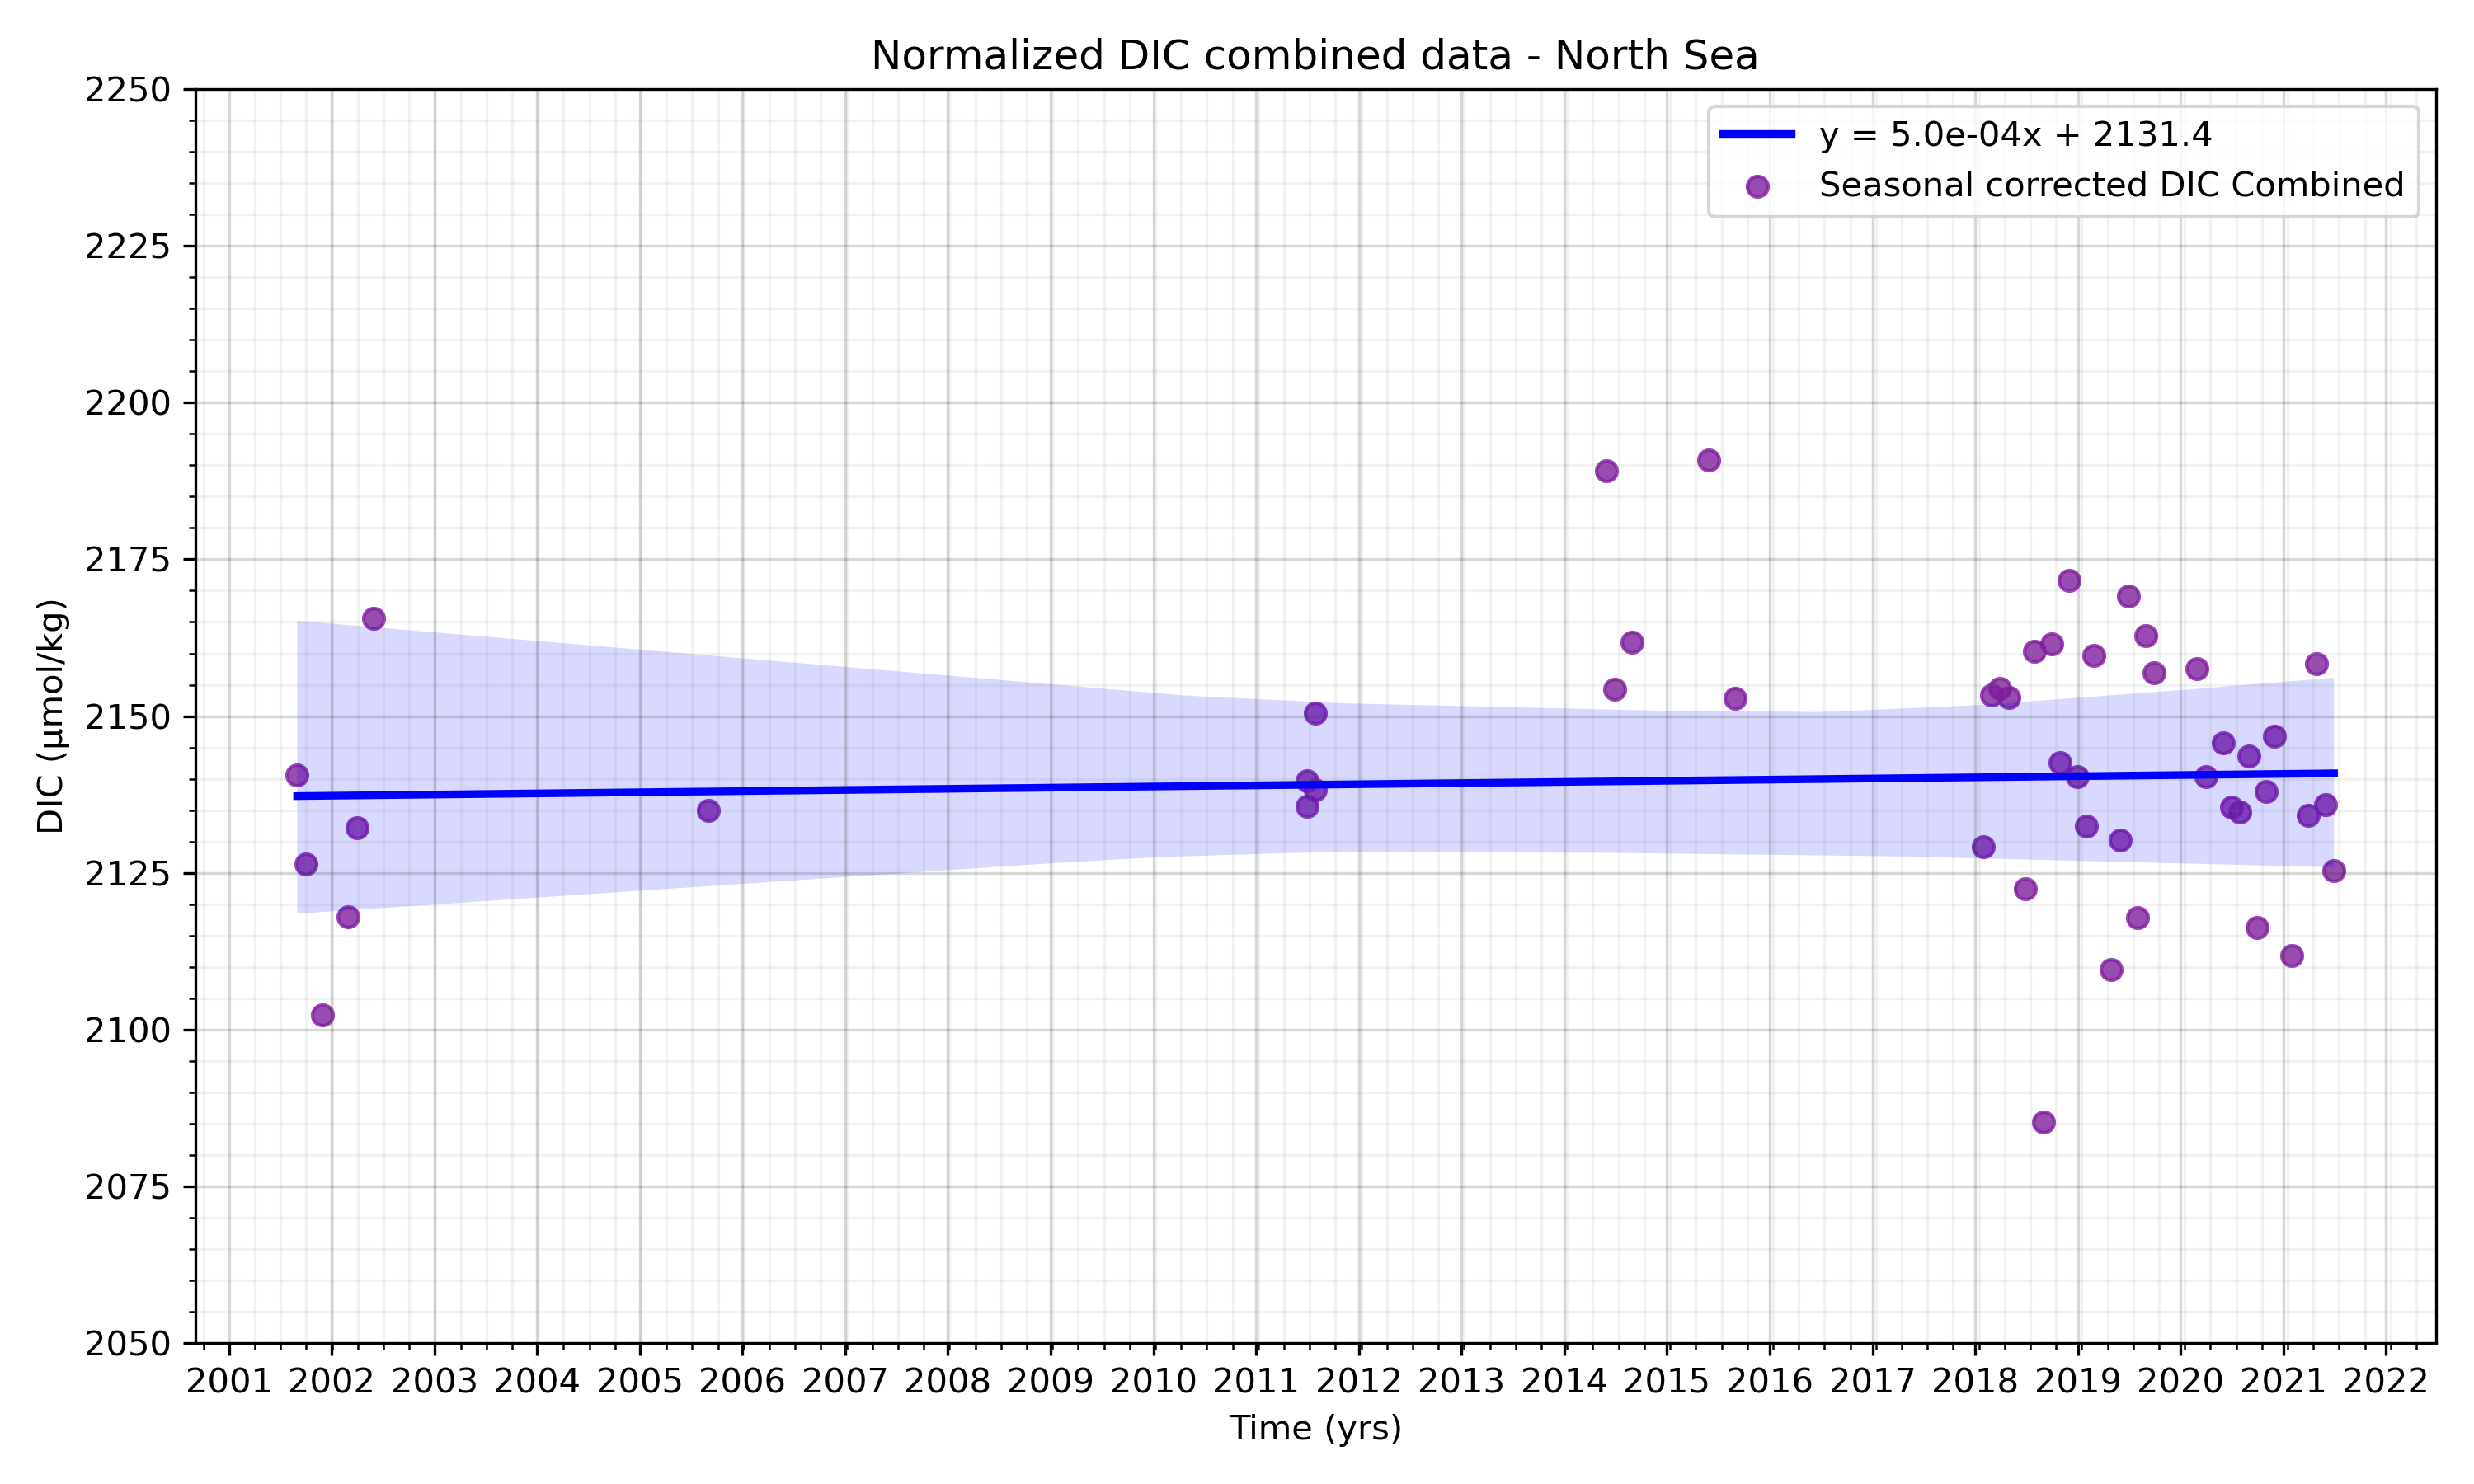 Normalized DIC combined data - North Sea
y = 5.0e-04x + 2131.4
Seasonal corrected DIC Combined
DIC (µmol/kg)
2250
2225
2200
2175
2150
2125
2100
2075
2050
2001 2002 2003 2004 2005 2006 2007 2008 2009 2010 2011 2012 2013 2014 2015 2016 2017 2018 2019 2020 2021 2022
Time (yrs)